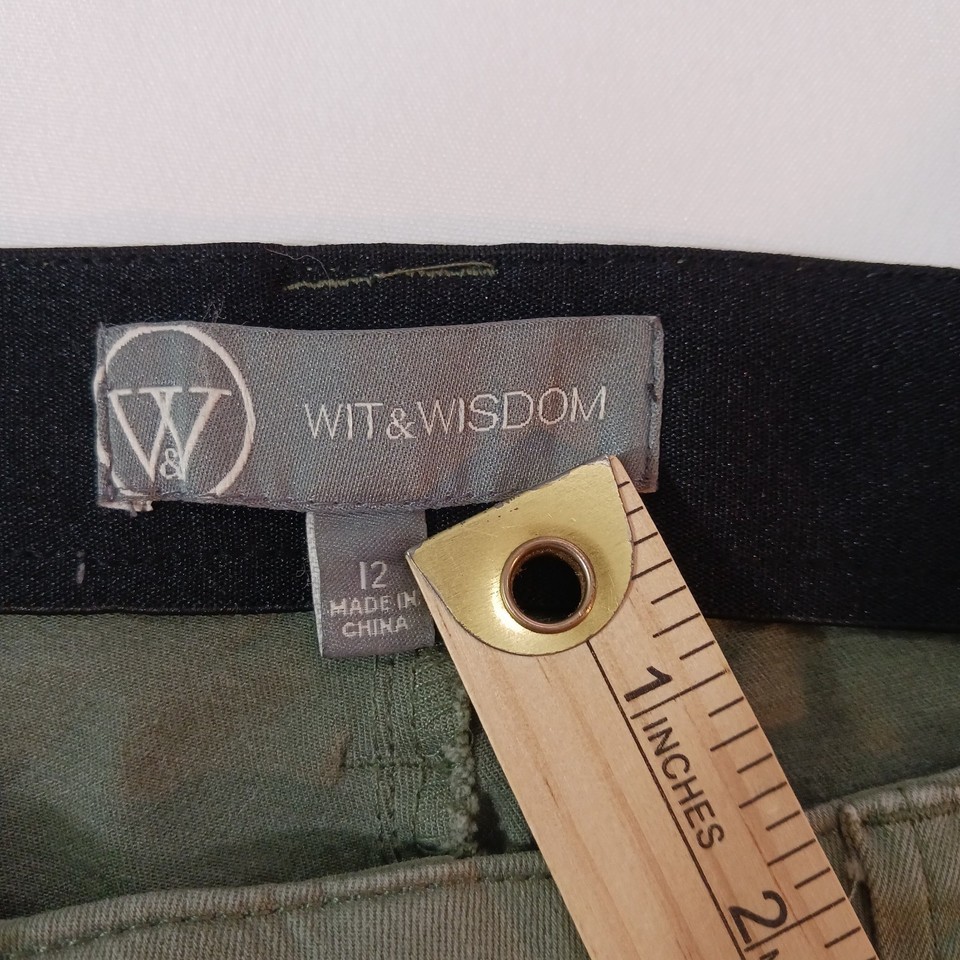 W&
WIT&WISDOM
12
MADE IN
CHINA
1
INCHES
2